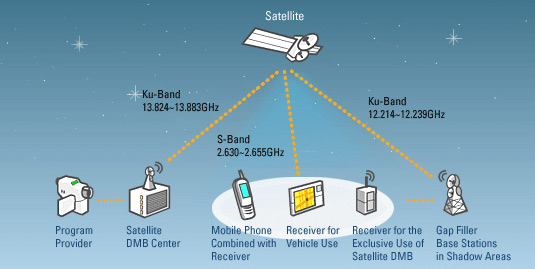 Satellite
Ku-Band
13.824~13.883GHz
Ku-Band
12.214~12.239GHz
S-Band
2.630~2.655GHz
Program
Provider
Satellite
DMB Center
Mobile Phone
Combined with
Receiver
Receiver for
Vehicle Use
Receiver for the
Exclusive Use of
Satellite DMB
Gap Filler
Base Stations
in Shadow Areas